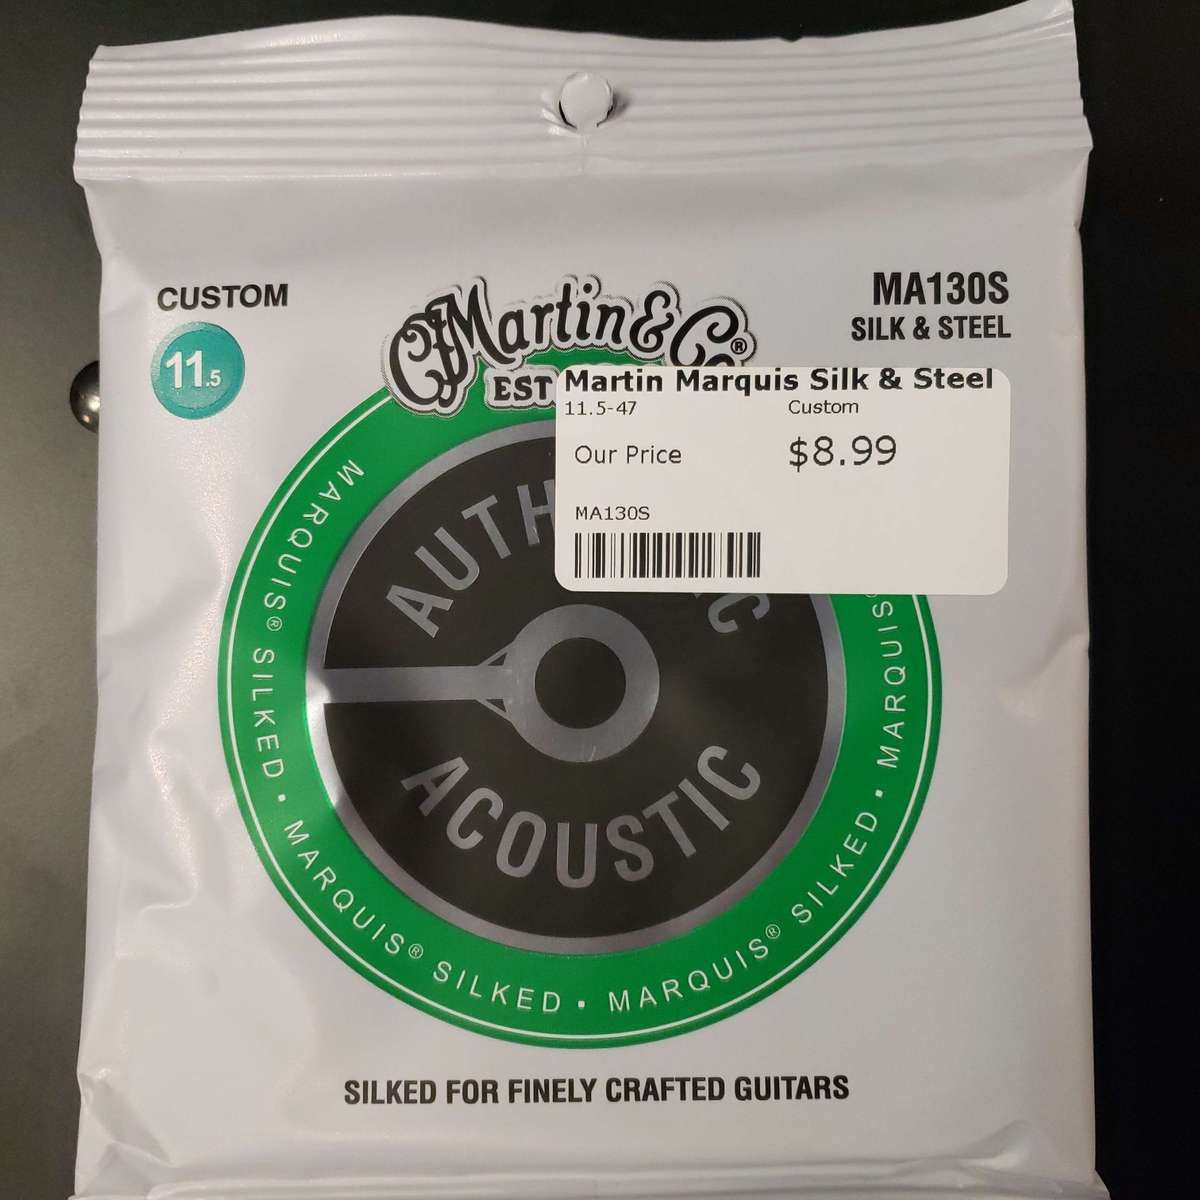 CUSTOM
11.5
Martin & Co®
EST
MA130S
SILK & STEEL
Martin Marquis Silk & Steel
11.5-47 Custom
Our Price $8.99
MA130S
ACOUSTIC
MARQUIS® SILKED • MARQUIS® SILKED • MARQUIS® SILKED • MARQUIS
SILKED FOR FINELY CRAFTED GUITARS